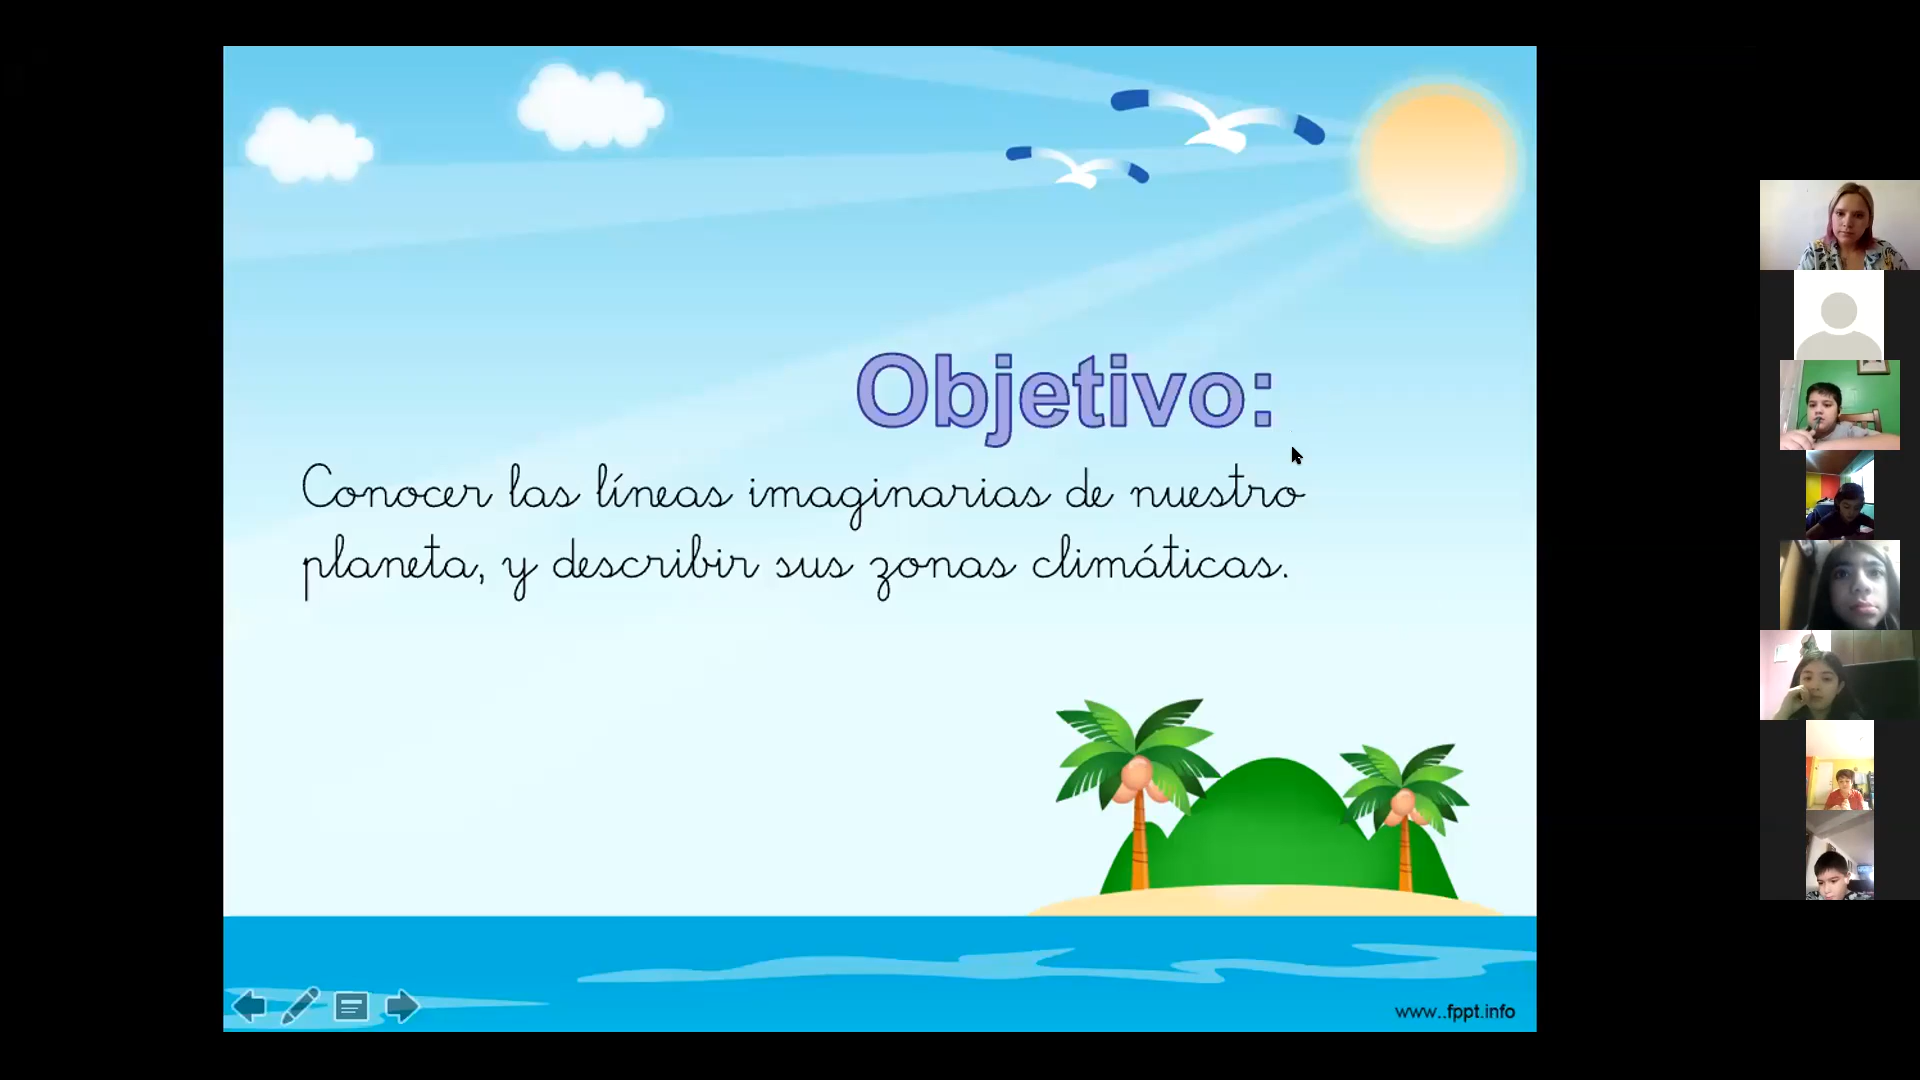 Objetivo:
Conocer las líneas imaginarias de nuestro
planeta, y describir sus zonas climáticas.
www..fppt.info